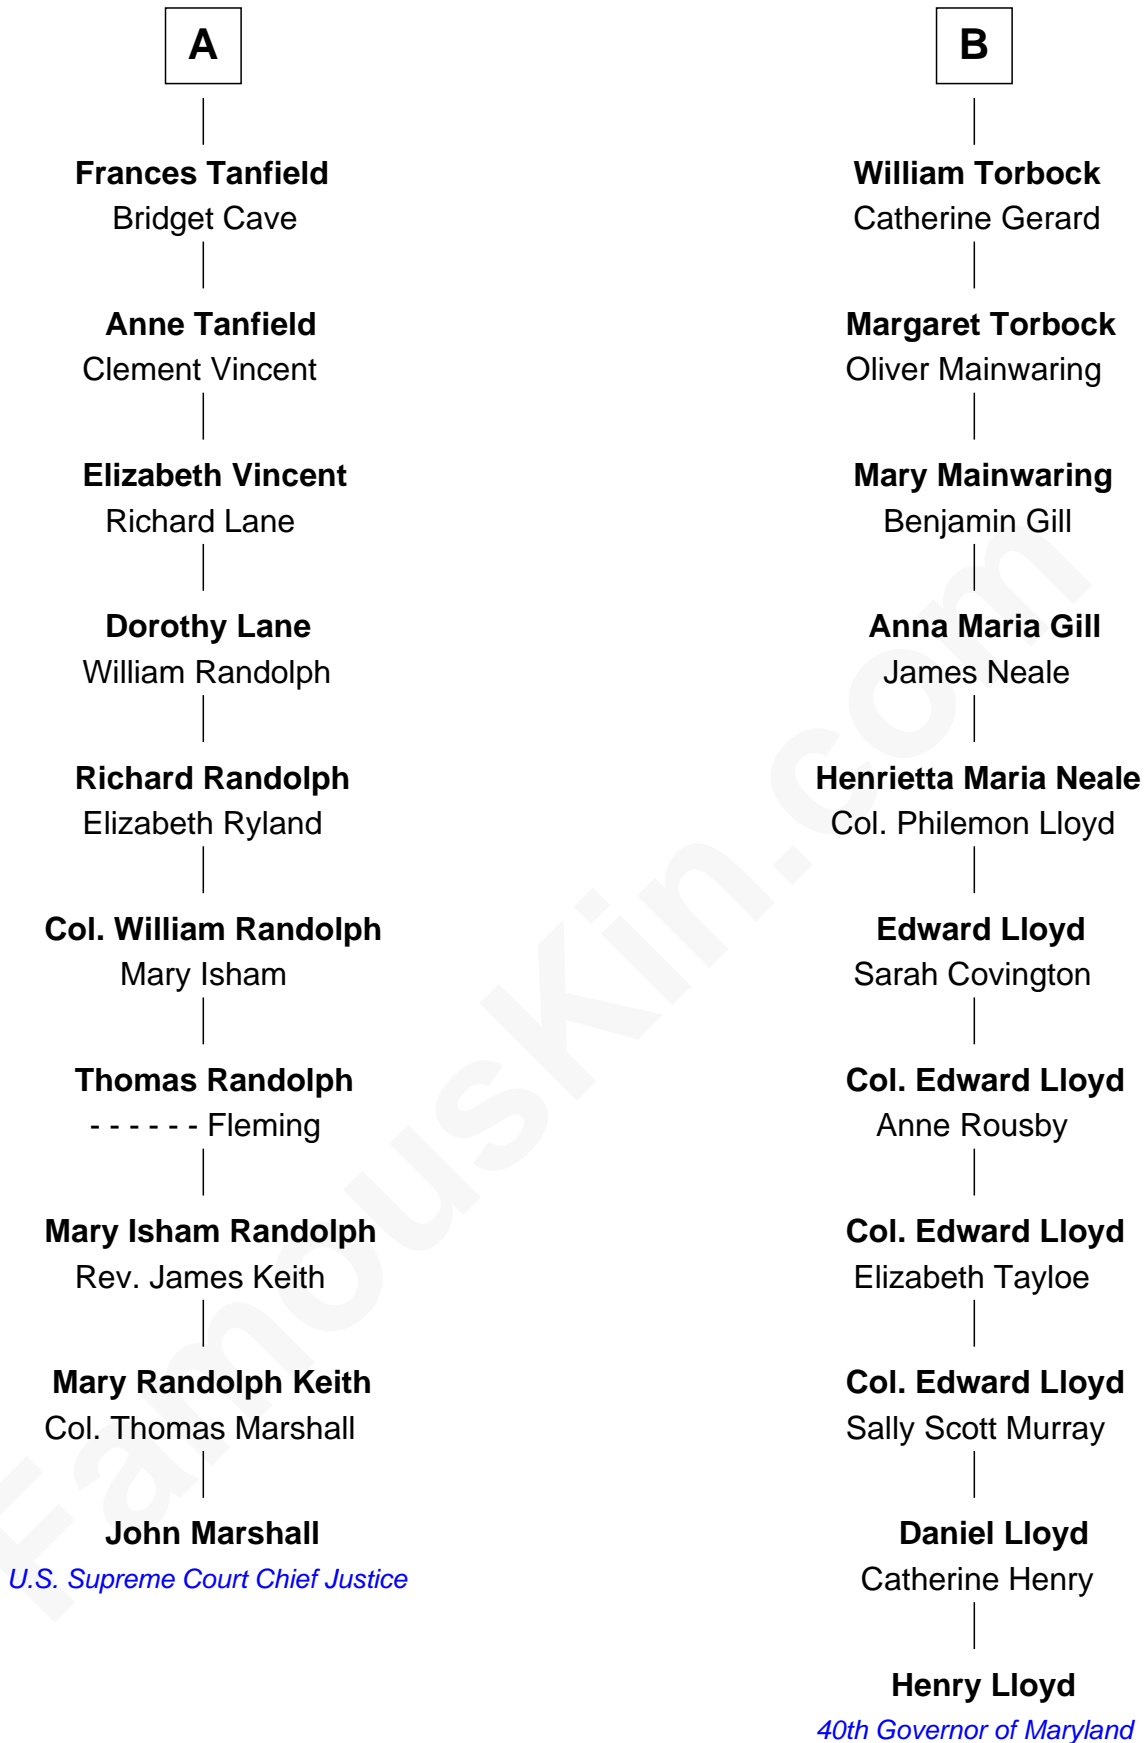 A
Frances Tanfield
Bridget Cave
Anne Tanfield
Clement Vincent
Elizabeth Vincent
Richard Lane
Dorothy Lane
William Randolph
Richard Randolph
Elizabeth Ryland
Col. William Randolph
Mary Isham
Thomas Randolph
- - - - - - Fleming
Mary Isham Randolph
Rev. James Keith
Mary Randolph Keith
Col. Thomas Marshall
John Marshall
U.S. Supreme Court Chief Justice
B
William Torbock
Catherine Gerard
Margaret Torbock
Oliver Mainwaring
Mary Mainwaring
Benjamin Gill
Anna Maria Gill
James Neale
Henrietta Maria Neale
Col. Philemon Lloyd
Edward Lloyd
Sarah Covington
Col. Edward Lloyd
Anne Rousby
Col. Edward Lloyd
Elizabeth Tayloe
Col. Edward Lloyd
Sally Scott Murray
Daniel Lloyd
Catherine Henry
Henry Lloyd
40th Governor of Maryland
FamousKin.com